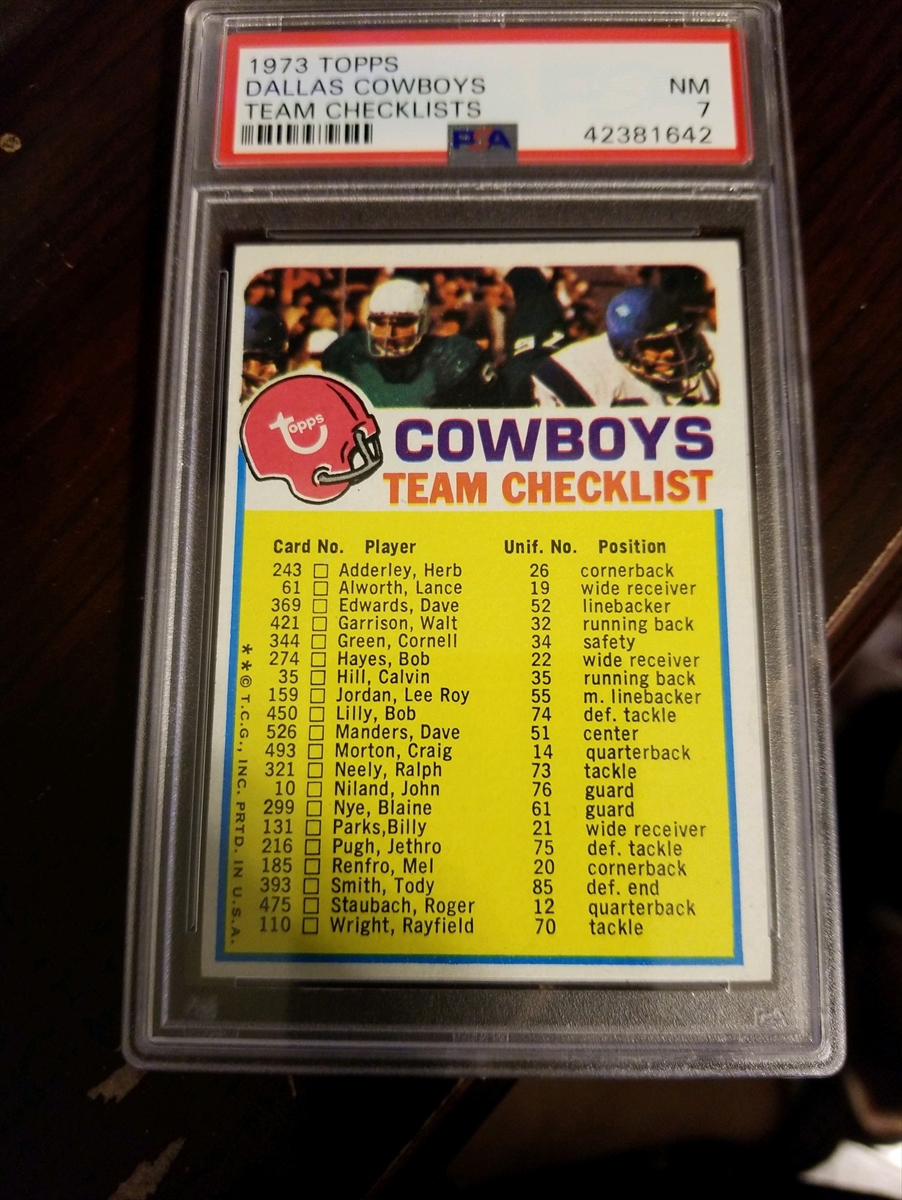 1973 TOPPS
DALLAS COWBOYS NM
TEAM CHECKLISTS 7
PSA 42381642
Topps
COWBOYS
TEAM CHECKLIST
Card No. Player Unif. No. Position
243 Adderley, Herb 26 cornerback
61 Alworth, Lance 19 wide receiver
369 Edwards, Dave 52 linebacker
421 Garrison, Walt 32 running back
344 Green, Cornell 34 safety
274 Hayes, Bob 22 wide receiver
35 Hill, Calvin 35 running back
159 Jordan, Lee Roy 55 m. linebacker
450 Lilly, Bob 74 def. tackle
526 Manders, Dave 51 center
493 Morton, Craig 14 quarterback
321 Neely, Ralph 73 tackle
10 Niland, John 76 guard
299 Nye, Blaine 61 guard
131 Parks,Billy 21 wide receiver
216 Pugh, Jethro 75 def. tackle
185 Renfro, Mel 20 cornerback
393 Smith, Tody 85 def. end
475 Staubach, Roger 12 quarterback
110 Wright, Rayfield 70 tackle
**© T.C.G., INC. PRTD. IN U.S.A.